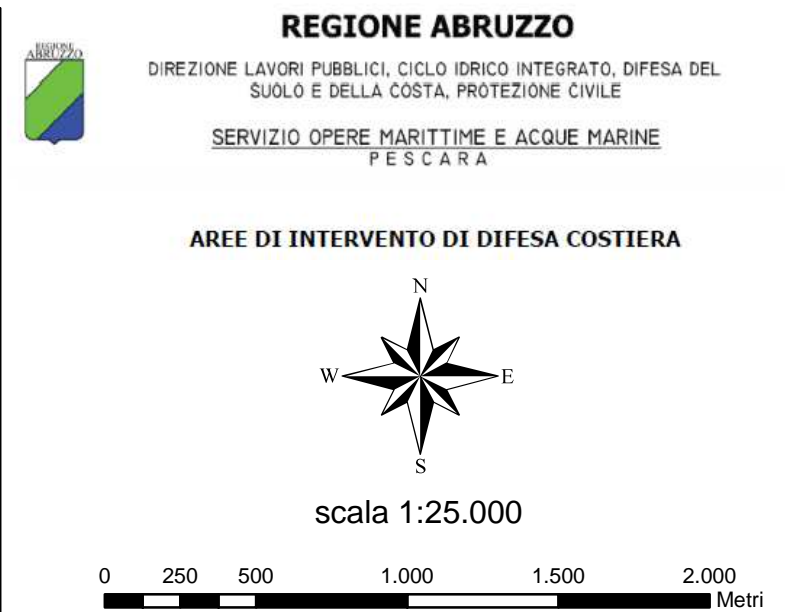 REGIONE ABRUZZO
REGIONE
ABRUZZO
DIREZIONE LAVORI PUBBLICI, CICLO IDRICO INTEGRATO, DIFESA DEL
SUOLO E DELLA COSTA, PROTEZIONE CIVILE
SERVIZIO OPERE MARITTIME E ACQUE MARINE
PESCARA
AREE DI INTERVENTO DI DIFESA COSTIERA
N
W E
S
scala 1:25.000
0 250 500 1.000 1.500 2.000
Metri